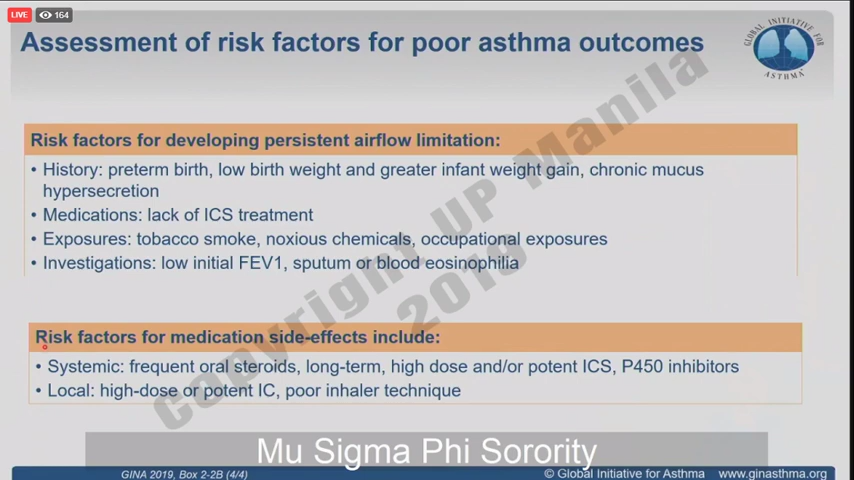 LIVE 164
Assessment of risk factors for poor asthma outcomes
GLOBAL INITIATIVE FOR ASTHMA
Risk factors for developing persistent airflow limitation:
• History: preterm birth, low birth weight and greater infant weight gain, chronic mucus
hypersecretion
• Medications: lack of ICS treatment
• Exposures: tobacco smoke, noxious chemicals, occupational exposures
• Investigations: low initial FEV1, sputum or blood eosinophilia
Copyright UP Manila
2019
Risk factors for medication side-effects include:
• Systemic: frequent oral steroids, long-term, high dose and/or potent ICS, P450 inhibitors
• Local: high-dose or potent IC, poor inhaler technique
Mu Sigma Phi Sorority
GINA 2019, Box 2-2B (4/4)
© Global Initiative for Asthma www.ginasthma.org